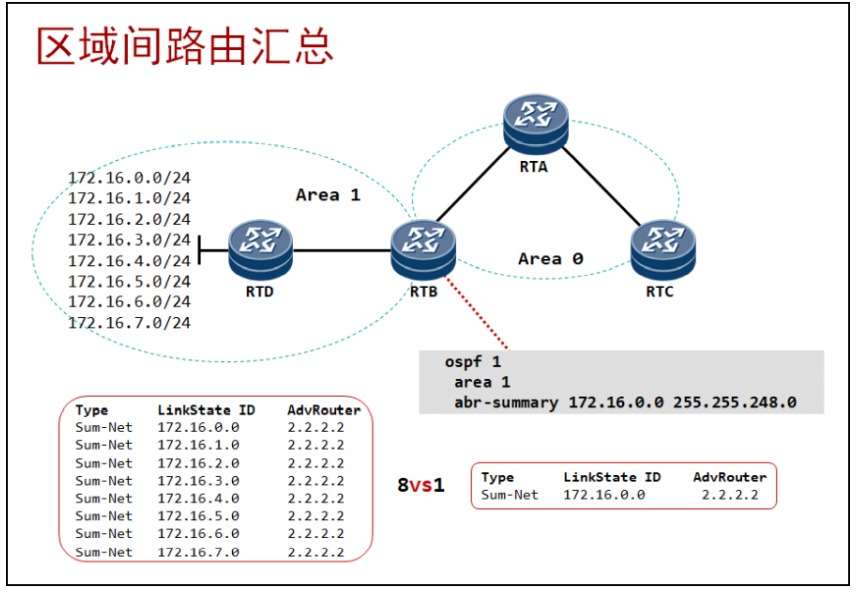 区域间路由汇总
RTA
172.16.0.0/24
172.16.1.0/24
172.16.2.0/24
172.16.3.0/24
172.16.4.0/24
172.16.5.0/24
172.16.6.0/24
172.16.7.0/24
Area 1
RTD
RTB
Area 0
RTC
ospf 1
area 1
abr-summary 172.16.0.0 255.255.248.0
Type LinkState ID AdvRouter
Sum-Net 172.16.0.0 2.2.2.2
Sum-Net 172.16.1.0 2.2.2.2
Sum-Net 172.16.2.0 2.2.2.2
Sum-Net 172.16.3.0 2.2.2.2
Sum-Net 172.16.4.0 2.2.2.2
Sum-Net 172.16.5.0 2.2.2.2
Sum-Net 172.16.6.0 2.2.2.2
Sum-Net 172.16.7.0 2.2.2.2
8vs1
Type LinkState ID AdvRouter
Sum-Net 172.16.0.0 2.2.2.2